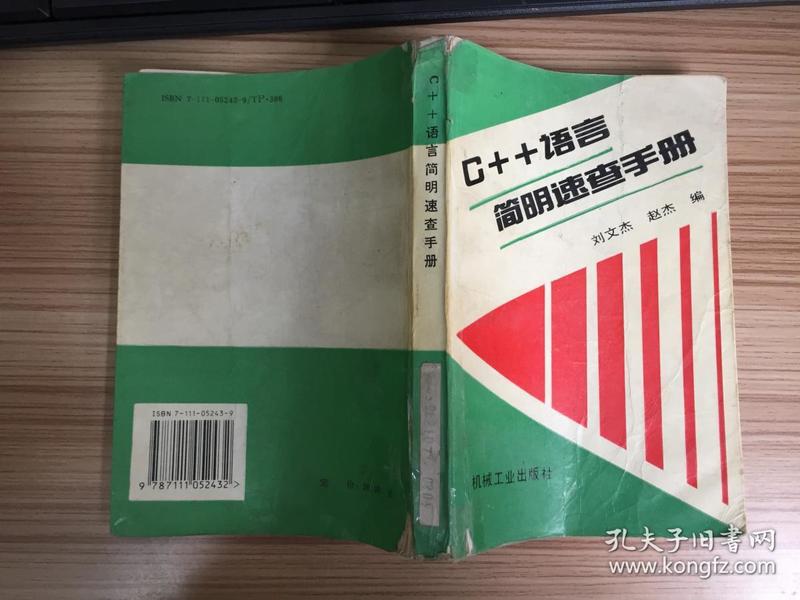 ISBN 7-111-05243-9/TP·386
C++语言简明速查手册
C++语言
简明速查手册
刘文杰 赵杰 编
机械工业出版社
ISBN 7-111-05243-9
9 787111 052432>
孔夫子旧書网
www.kongfz.com